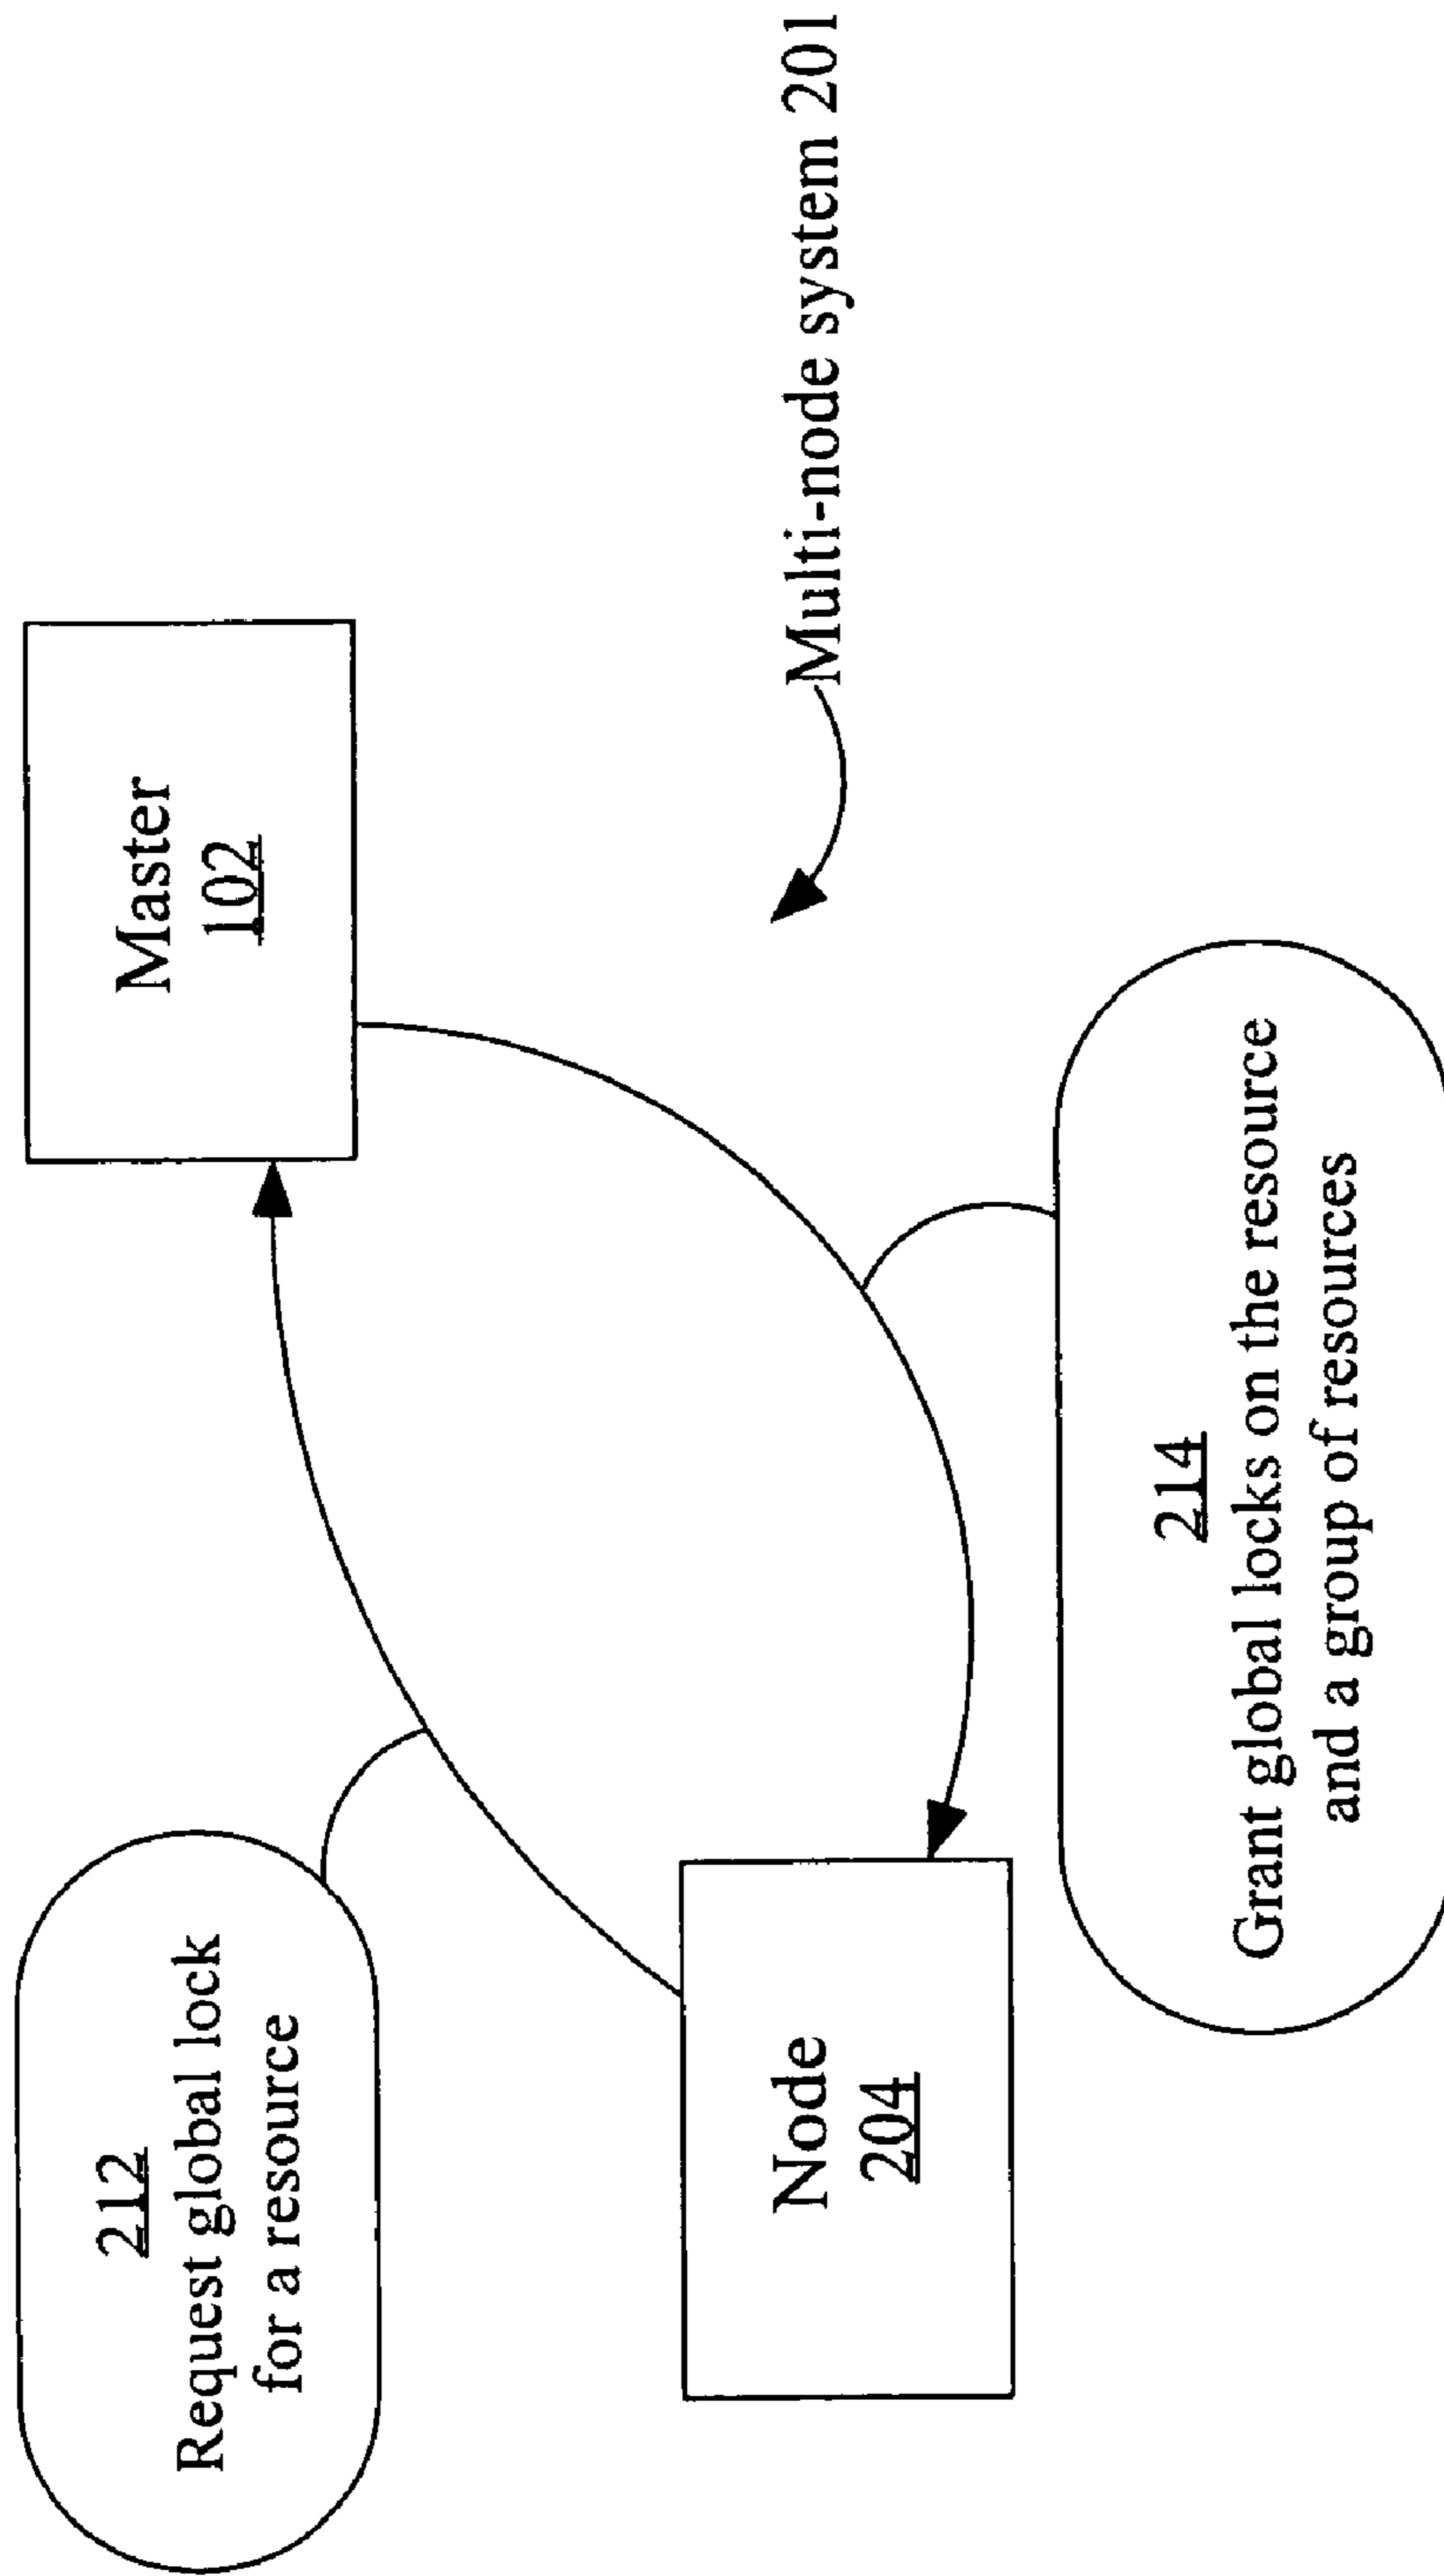 212
Request global lock
for a resource
Master
102
Node
204
Multi-node system 201
214
Grant global locks on the resource
and a group of resources